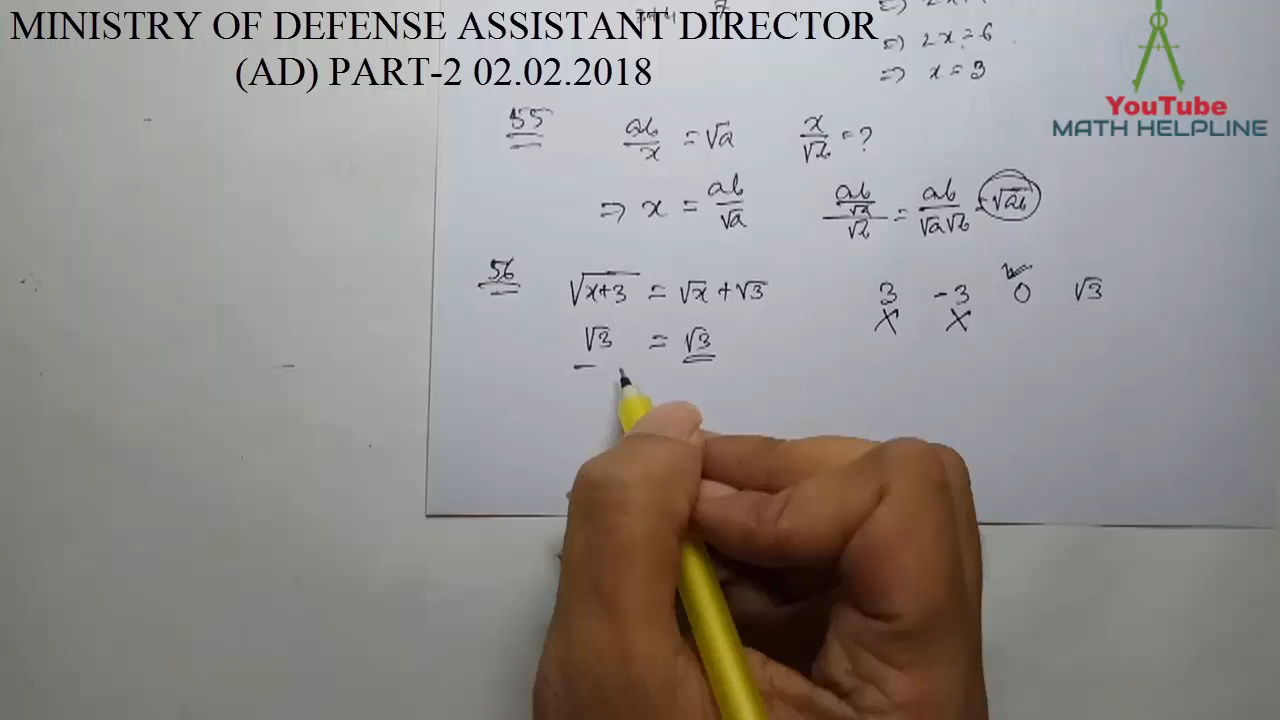 MINISTRY OF DEFENSE ASSISTANT DIRECTOR
(AD) PART-2 02.02.2018
⇒ 2x = 6
⇒ x = 3
YouTube
MATH HELPLINE
55 ab/x = √a x/√b = ?
⇒ x = ab/√a (ab/√a)/√b = ab/(√a√b) = √ab
56 √(x+3) = √x + √3 3 -3 0 √3
√3 = √3 X X